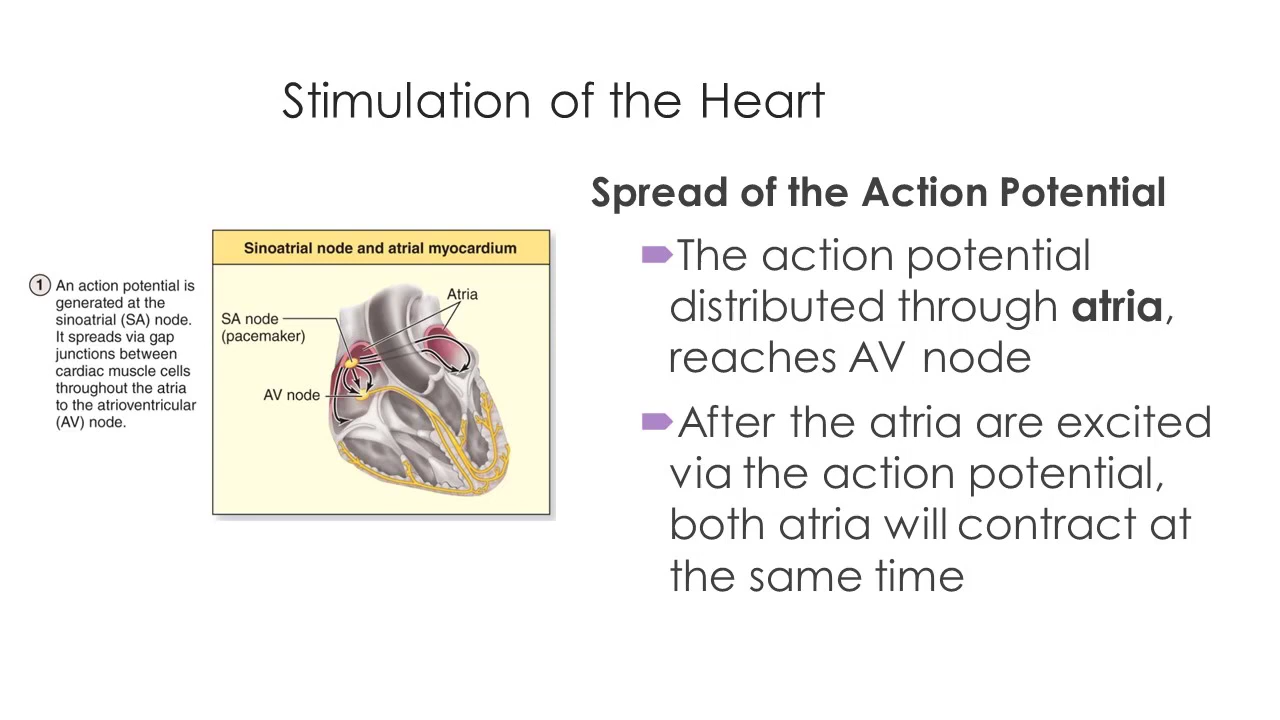 Stimulation of the Heart
1 An action potential is
generated at the
sinoatrial (SA) node.
It spreads via gap
junctions between
cardiac muscle cells
throughout the atria
to the atrioventricular
(AV) node.
Sinoatrial node and atrial myocardium
Atria
SA node
(pacemaker)
AV node
Spread of the Action Potential
The action potential
distributed through atria,
reaches AV node
After the atria are excited
via the action potential,
both atria will contract at
the same time